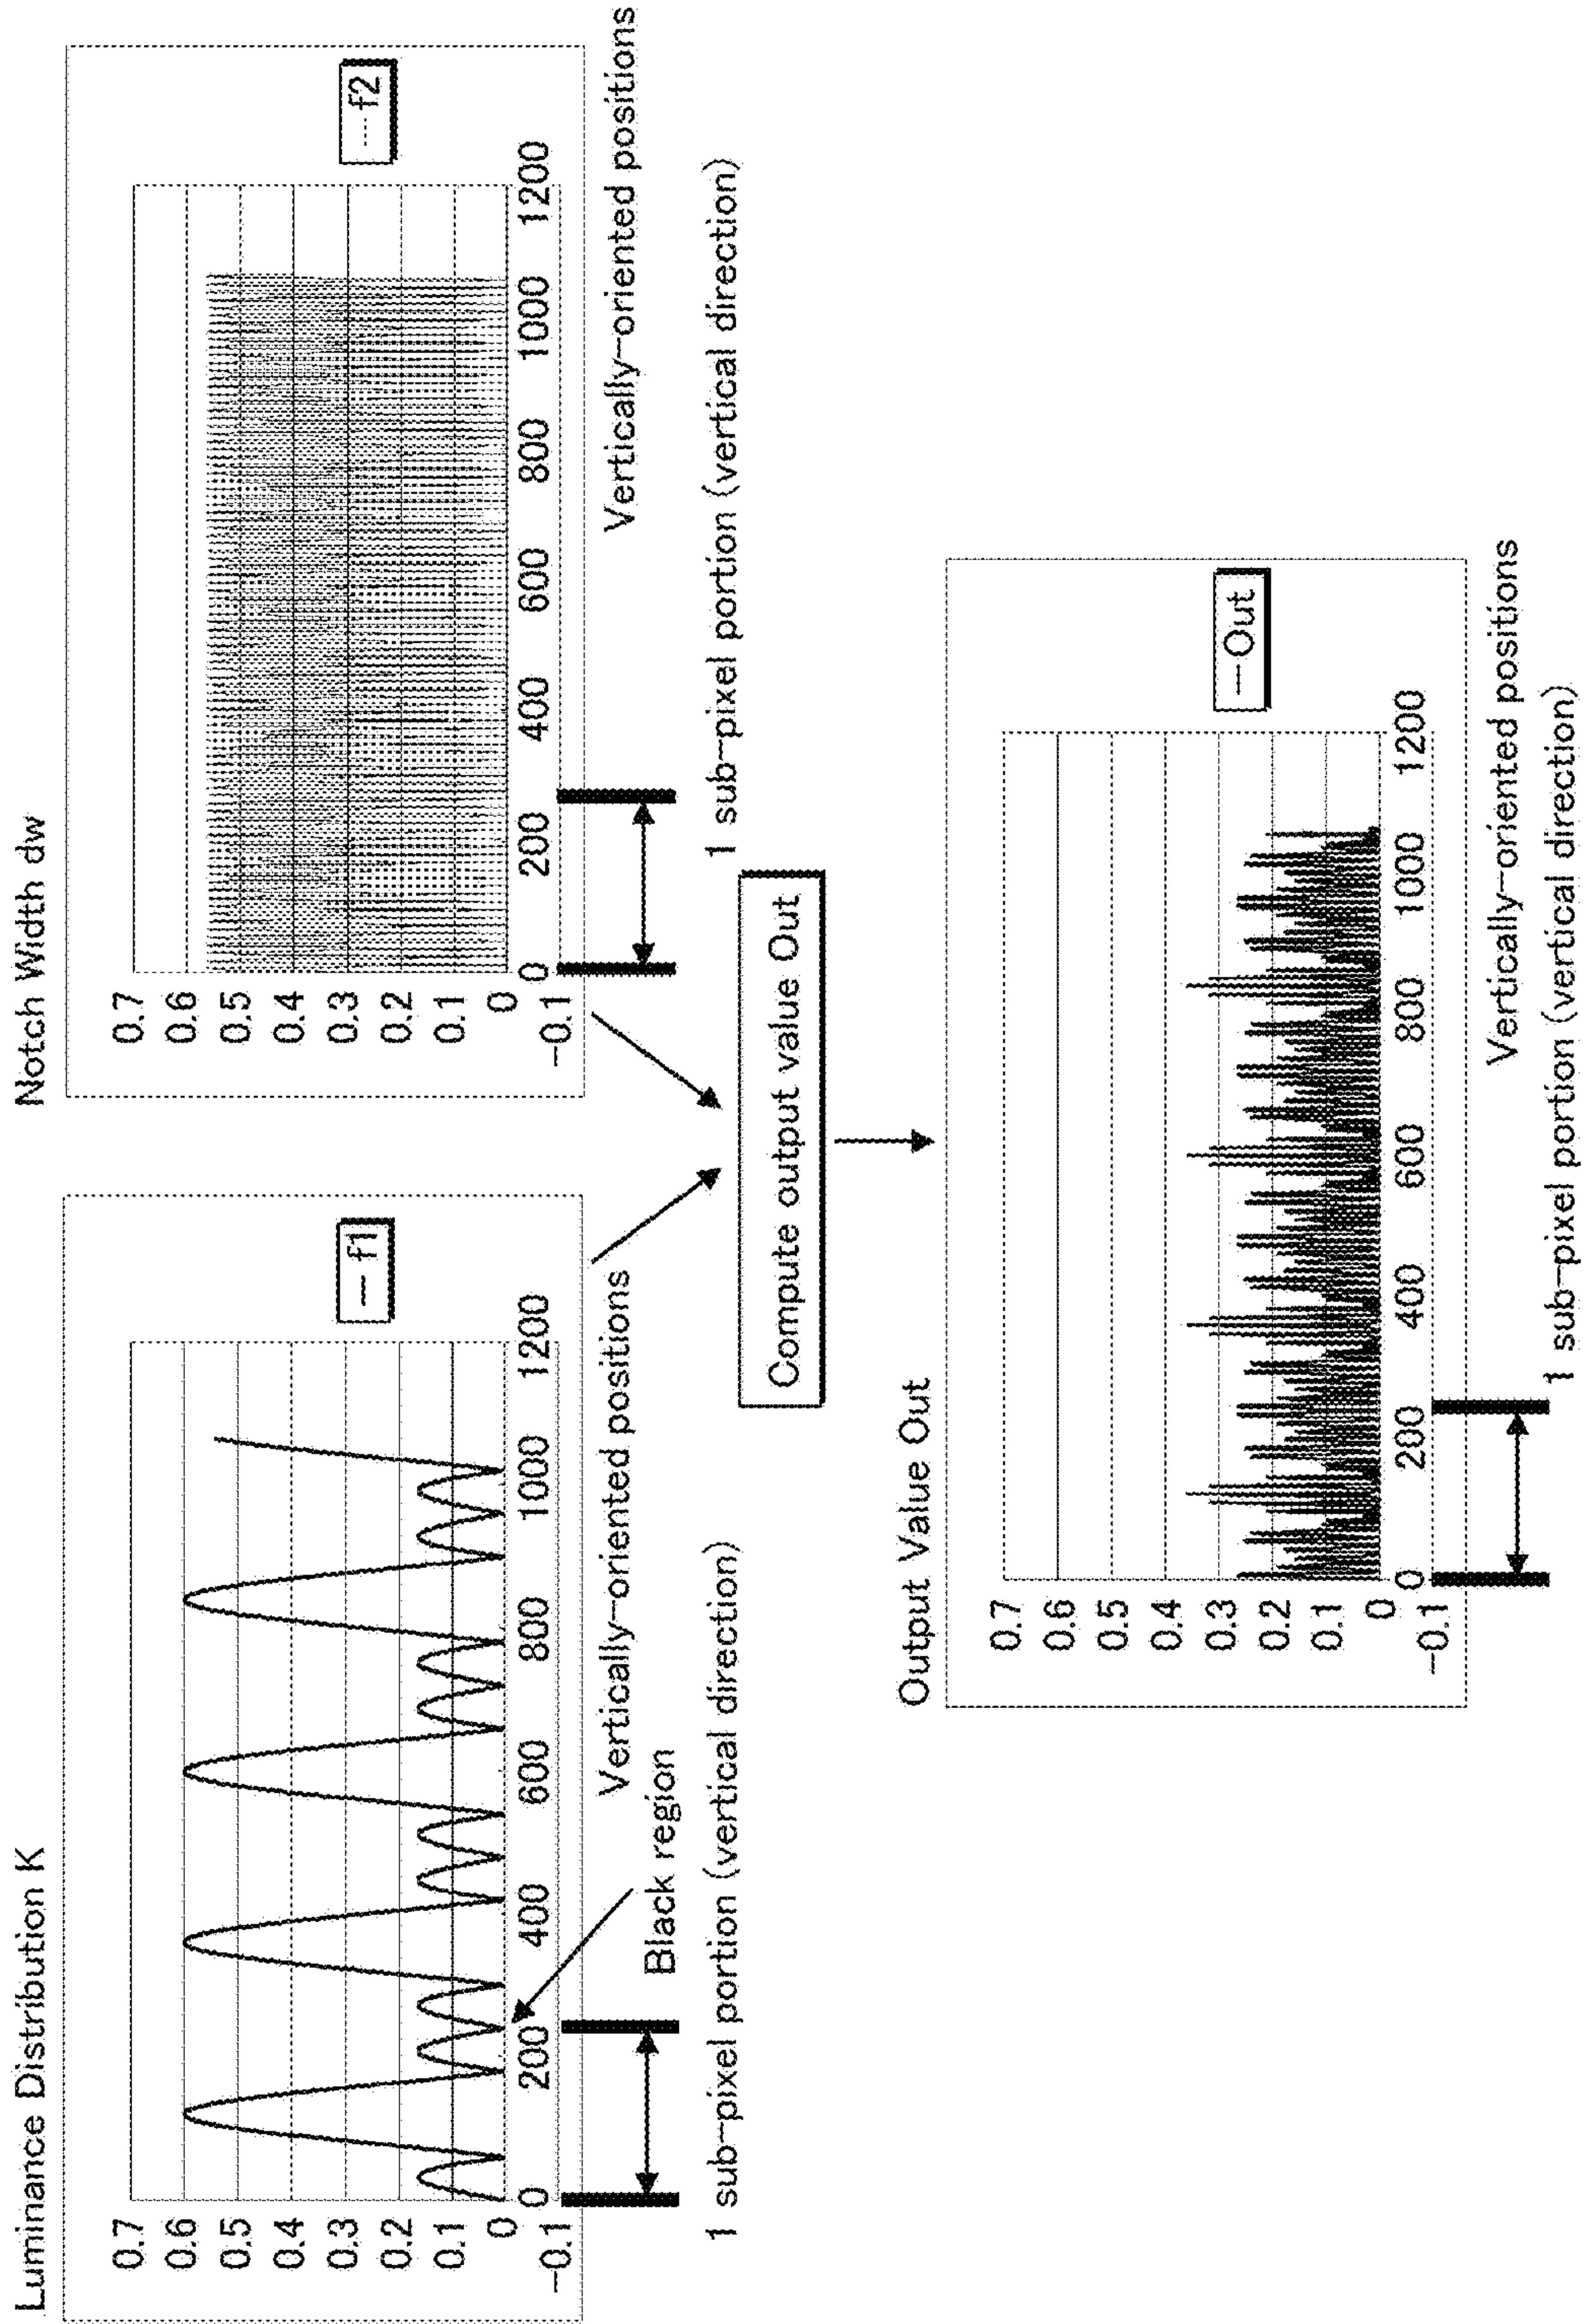 Luminance Distribution K
0.7
0.6
0.5
0.4
0.3
0.2
0.1
0
-0.1
0 200 400 600 800 1000 1200
f1
Vertically-oriented positions
Black region
1 sub-pixel portion (vertical direction)
Notch Width dw
0.7
0.6
0.5
0.4
0.3
0.2
0.1
0
-0.1
0 200 400 600 800 1000 1200
f2
Vertically-oriented positions
1 sub-pixel portion (vertical direction)
Compute output value Out
Output Value Out
0.7
0.6
0.5
0.4
0.3
0.2
0.1
0
-0.1
0 200 400 600 800 1000 1200
Out
Vertically-oriented positions
1 sub-pixel portion (vertical direction)